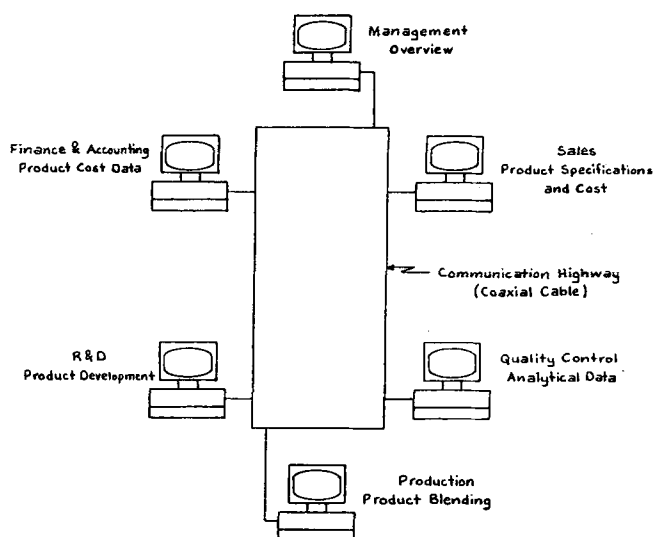 Management
Overview
Finance & Accounting
Product Cost Data
Sales
Product Specifications
and Cost
Communication Highway
(Coaxial Cable)
R&D
Product Development
Quality Control
Analytical Data
Production
Product Blending